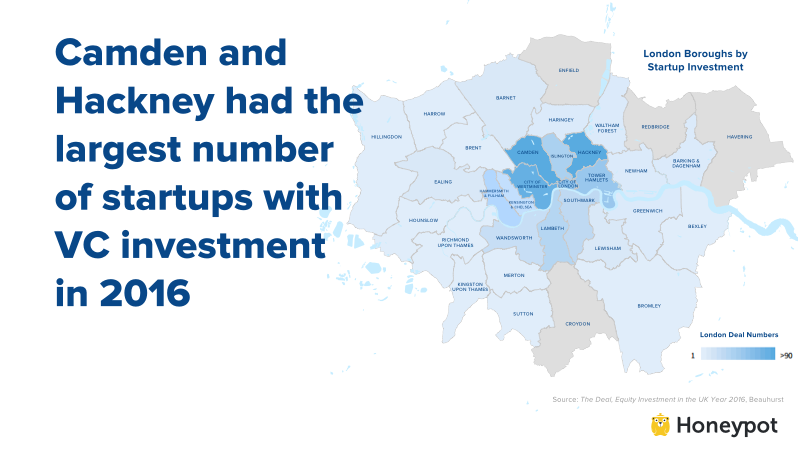 Camden and
Hackney had the
largest number
of startups with
VC investment
in 2016
London Boroughs by
Startup Investment
ENFIELD
BARNET
HARROW
HARINGEY
WALTHAM
FOREST
REDBRIDGE
HAVERING
HILLINGDON
BRENT
CAMDEN
ISLINGTON
HACKNEY
BARKING &
DAGENHAM
NEWHAM
EALING
HAMMERSMITH
& FULHAM
CITY OF
WESTMINSTER
CITY OF
LONDON
TOWER
HAMLETS
KENSINGTON
& CHELSEA
SOUTHWARK
GREENWICH
HOUNSLOW
BEXLEY
LAMBETH
RICHMOND
UPON THAMES
WANDSWORTH
LEWISHAM
MERTON
KINGSTON
UPON THAMES
SUTTON
CROYDON
BROMLEY
London Deal Numbers
1
>90
Source: The Deal, Equity Investment in the UK Year 2016, Beauhurst
Honeypot